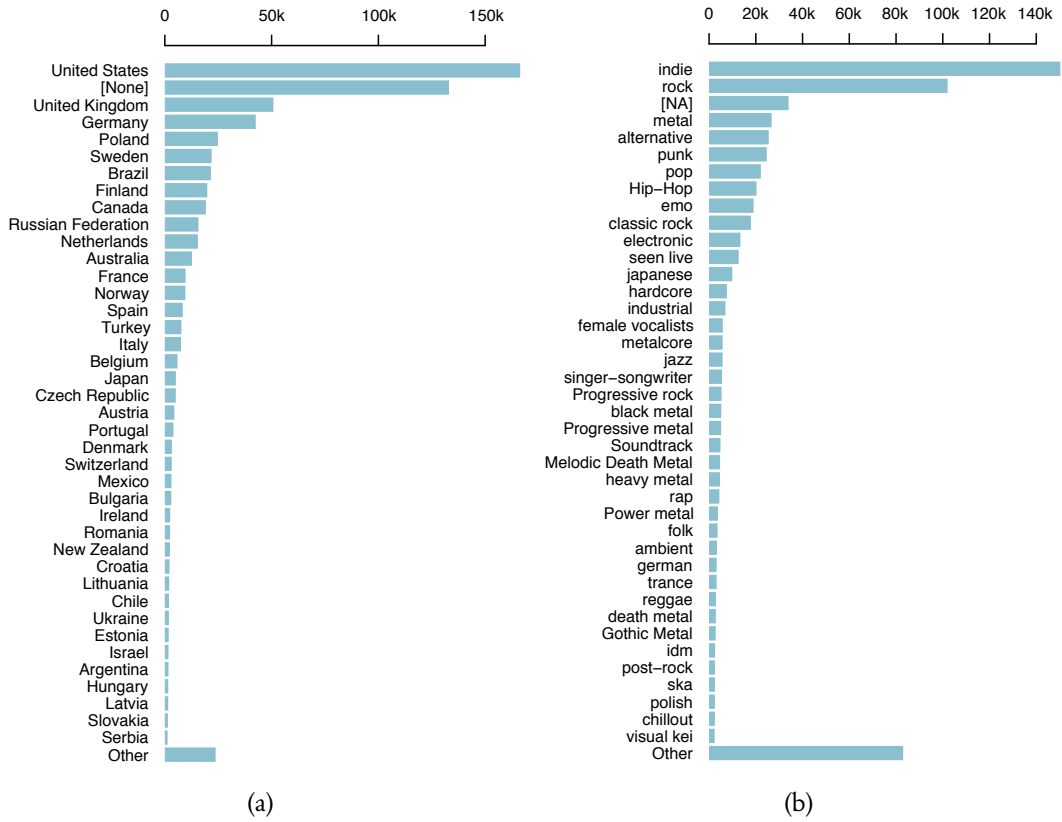 0 50k 100k 150k
United States
[None]
United Kingdom
Germany
Poland
Sweden
Brazil
Finland
Canada
Russian Federation
Netherlands
Australia
France
Norway
Spain
Turkey
Italy
Belgium
Japan
Czech Republic
Austria
Portugal
Denmark
Switzerland
Mexico
Bulgaria
Ireland
Romania
New Zealand
Croatia
Lithuania
Chile
Ukraine
Estonia
Israel
Argentina
Hungary
Latvia
Slovakia
Serbia
Other
(a)
0 20k 40k 60k 80k 100k 120k 140k
indie
rock
[NA]
metal
alternative
punk
pop
Hip−Hop
emo
classic rock
electronic
seen live
japanese
hardcore
industrial
female vocalists
metalcore
jazz
singer−songwriter
Progressive rock
black metal
Progressive metal
Soundtrack
Melodic Death Metal
heavy metal
rap
Power metal
folk
ambient
german
trance
reggae
death metal
Gothic Metal
idm
post−rock
ska
polish
chillout
visual kei
Other
(b)